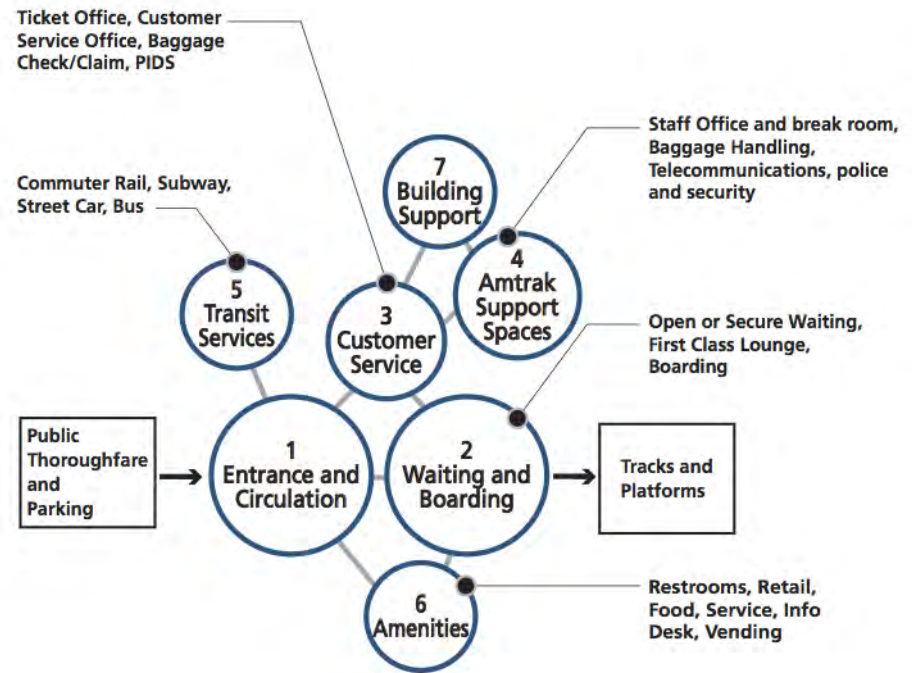 Ticket Office, Customer
Service Office, Baggage
Check/Claim, PIDS
Staff Office and break room,
Baggage Handling,
Telecommunications, police
and security
7
Building
Support
Commuter Rail, Subway,
Street Car, Bus
4
Amtrak
Support
Spaces
5
Transit
Services
3
Customer
Service
Open or Secure Waiting,
First Class Lounge,
Boarding
Public
Thoroughfare
and
Parking
1
Entrance and
Circulation
2
Waiting and
Boarding
Tracks and
Platforms
6
Amenities
Restrooms, Retail,
Food, Service, Info
Desk, Vending